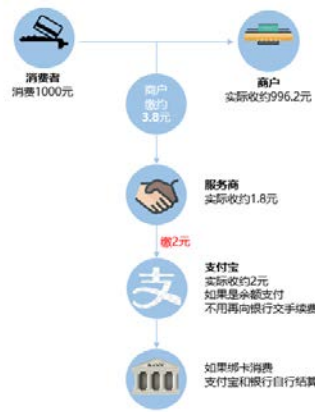 消费者
消费1000元
商户
实际收约996.2元
商户
缴约
3.8元
服务商
实际收约1.8元
缴2元
支付宝
实际收约2元
如果是余额支付
不用再向银行交手续费
支
如果绑卡消费
支付宝和银行自行结算